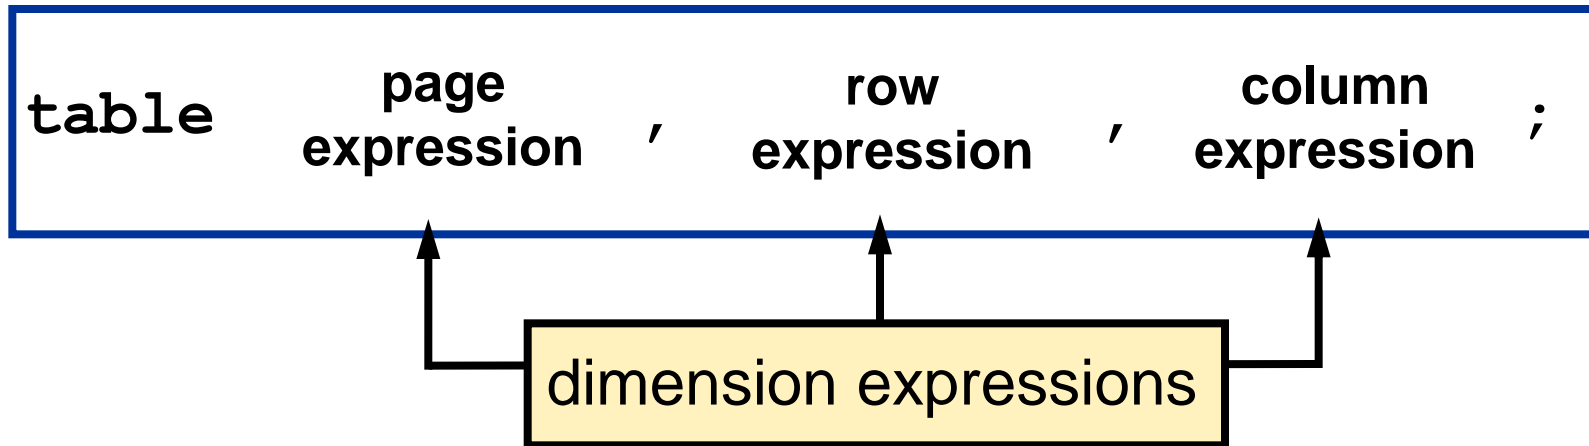 table page expression , row expression , column expression ;
dimension expressions